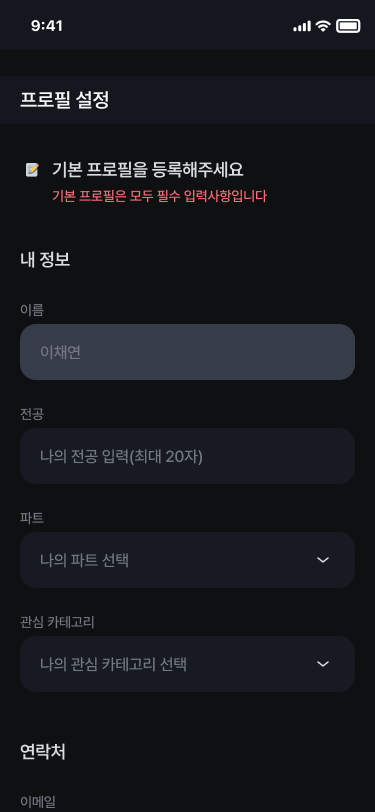 9:41
프로필 설정
기본 프로필을 등록해주세요
기본 프로필은 모두 필수 입력사항입니다
내 정보
이름
이채연
전공
나의 전공 입력(최대 20자)
파트
나의 파트 선택
관심 카테고리
나의 관심 카테고리 선택
연락처
이메일